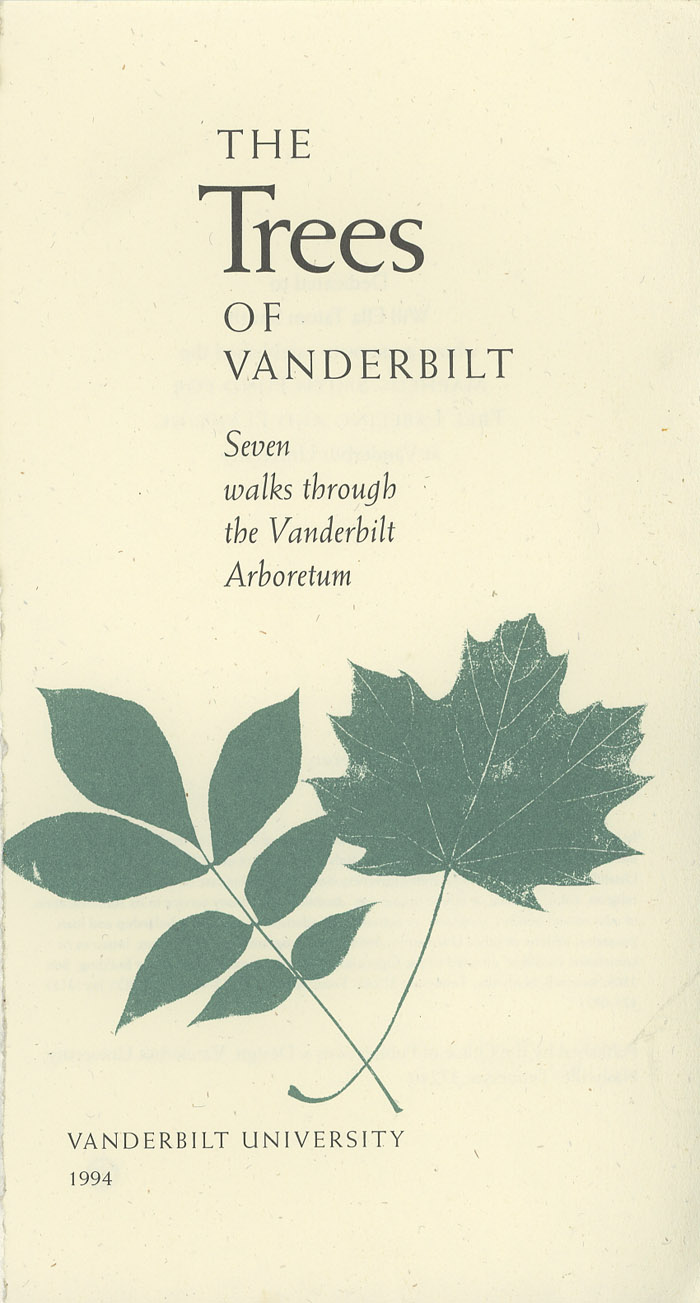 THE
Trees
OF
VANDERBILT
Seven
walks through
the Vanderbilt
Arboretum
VANDERBILT UNIVERSITY
1994